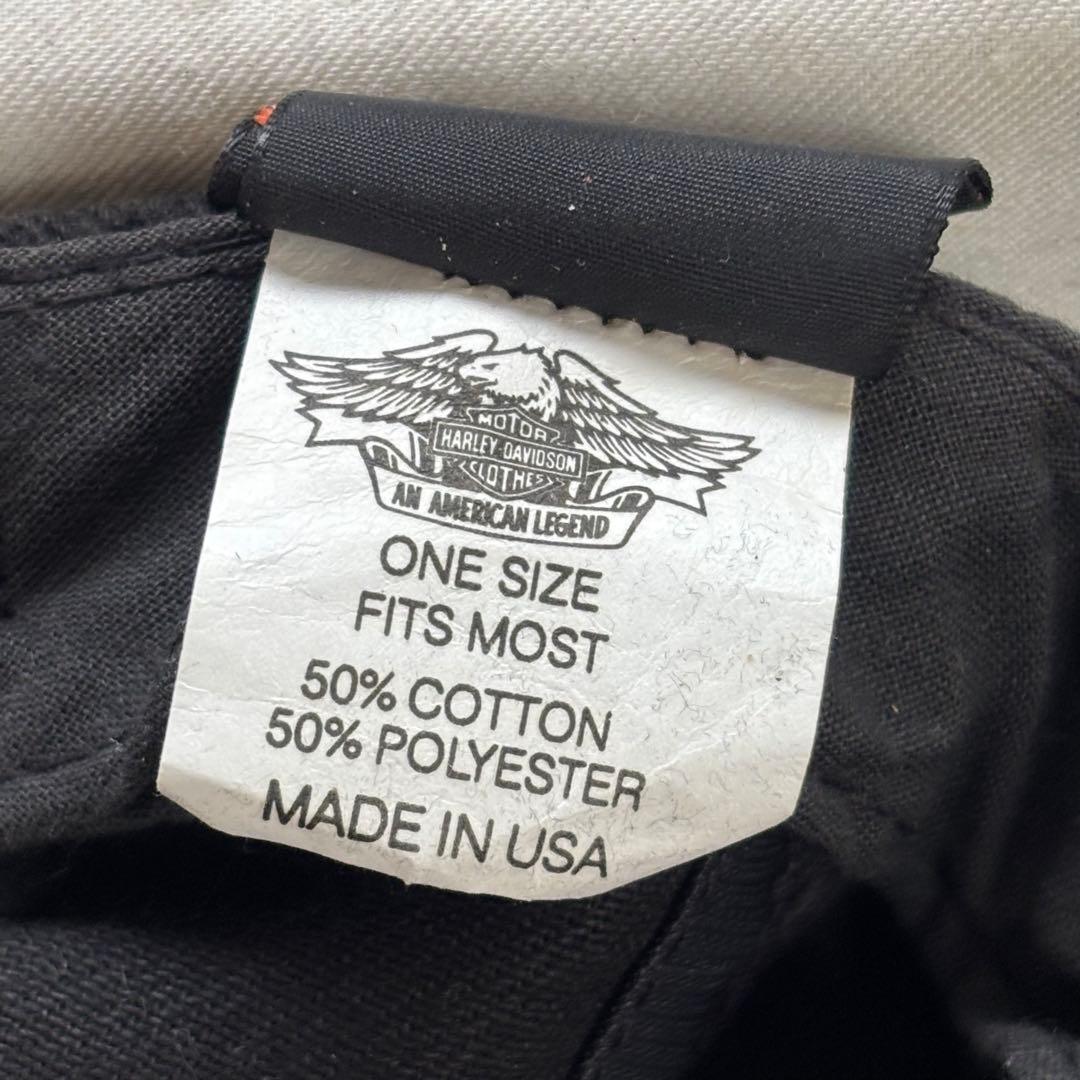 MOTOR
HARLEY-DAVIDSON
CLOTHES
AN AMERICAN LEGEND
ONE SIZE
FITS MOST
50% COTTON
50% POLYESTER
MADE IN USA